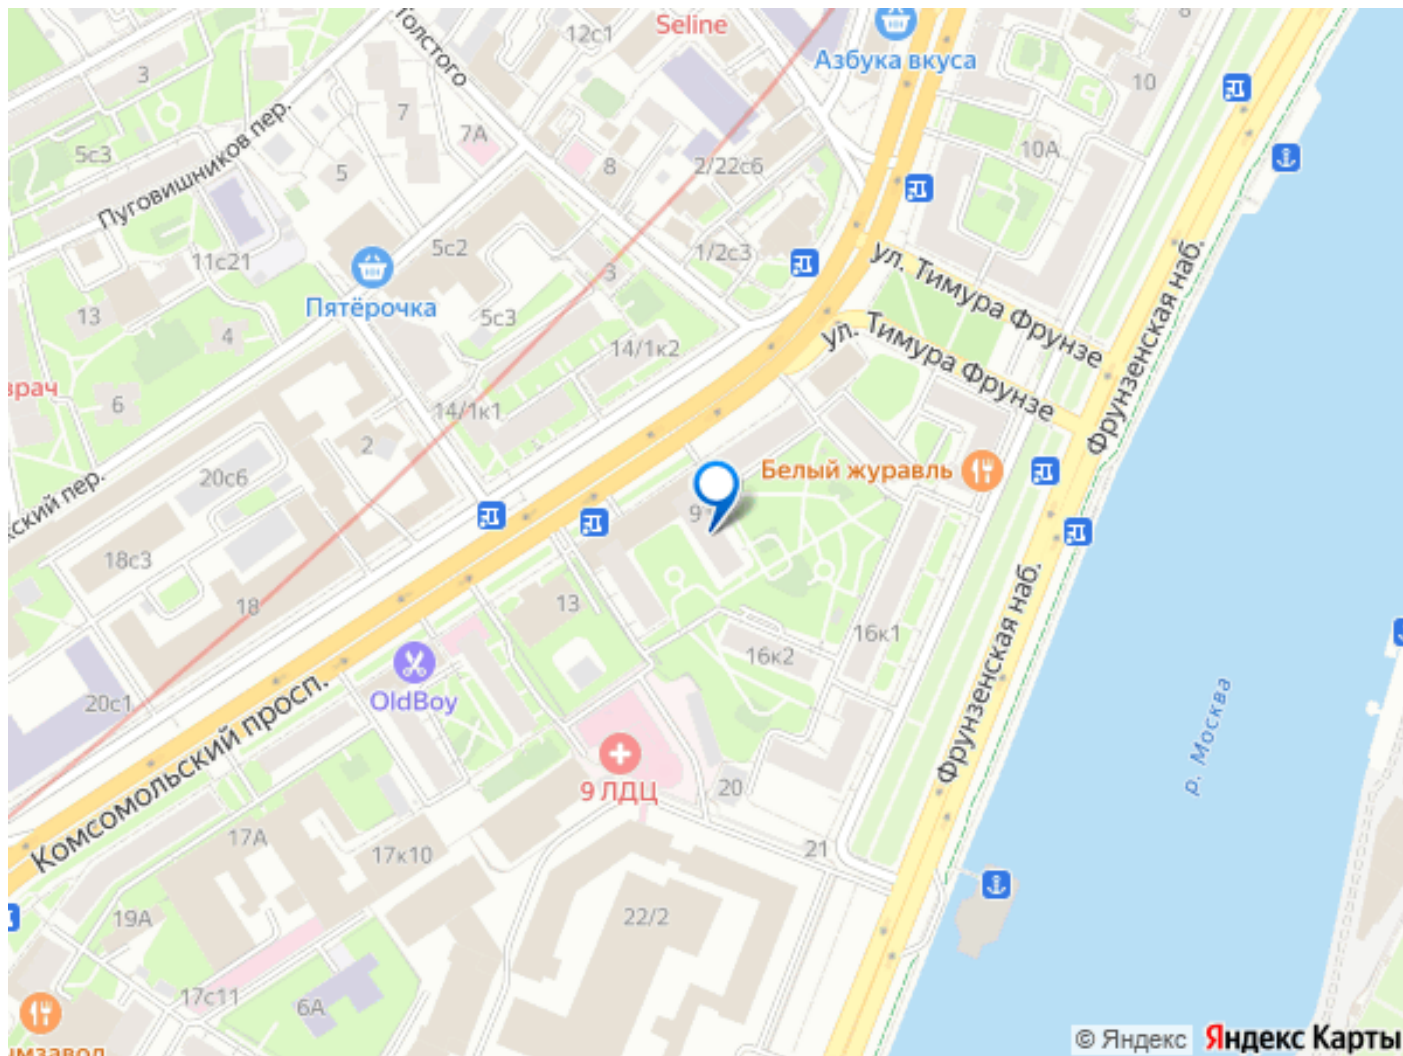 Толстого
12с1
Seline
Азбука вкуса
8
10
3
7
7А
5с3
Пуговишников пер.
5
8
2/22с6
10А
5с2
11с21
3
1/2с3
ул. Тимура Фрунзе
Фрунзенская наб.
Пятёрочка
13
4
5с3
14/1к2
ул. Тимура Фрунзе
врач
6
14/1к1
2
20с6
Белый журавль
9
ский пер.
18с3
18
13
16к1
16к2
Фрунзенская наб.
20с1
OldBoy
р. Москва
Комсомольский просп.
9 ЛДЦ
20
17А
17к10
21
19А
22/2
17с11
6А
© Яндекс Яндекс Карты